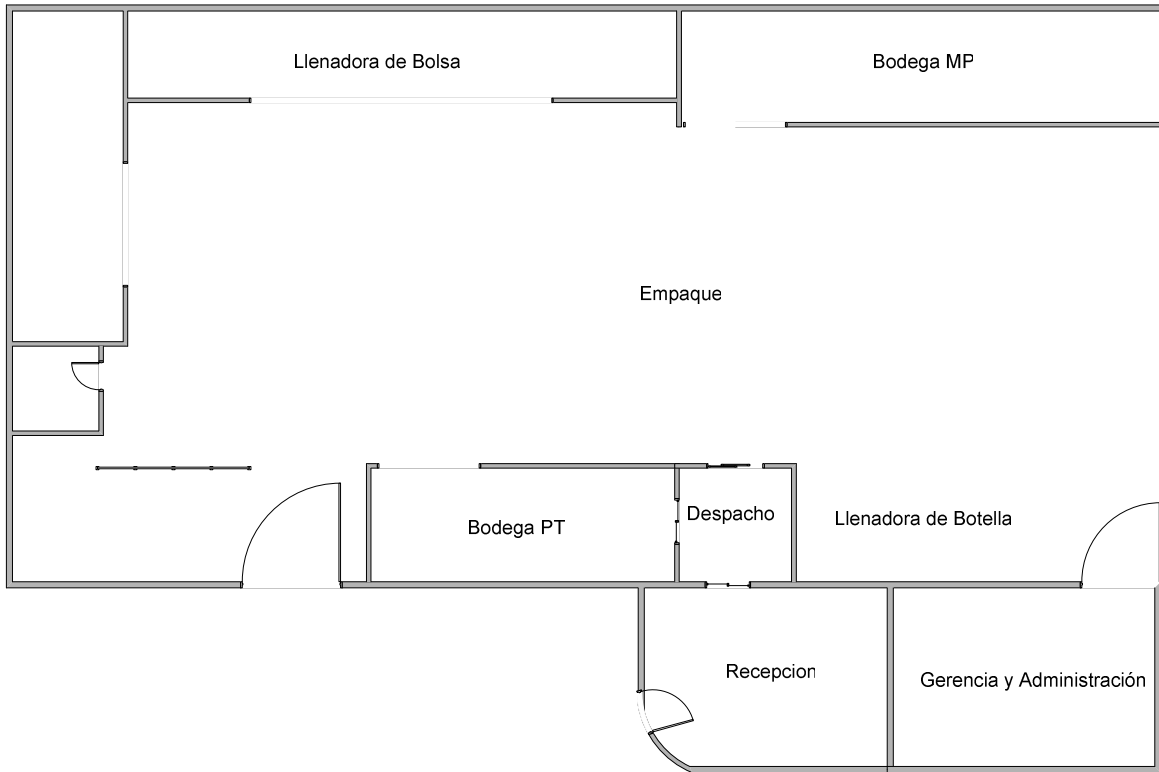 Llenadora de Bolsa
Bodega MP
Empaque
Bodega PT
Despacho
Llenadora de Botella
Recepcion
Gerencia y Administración